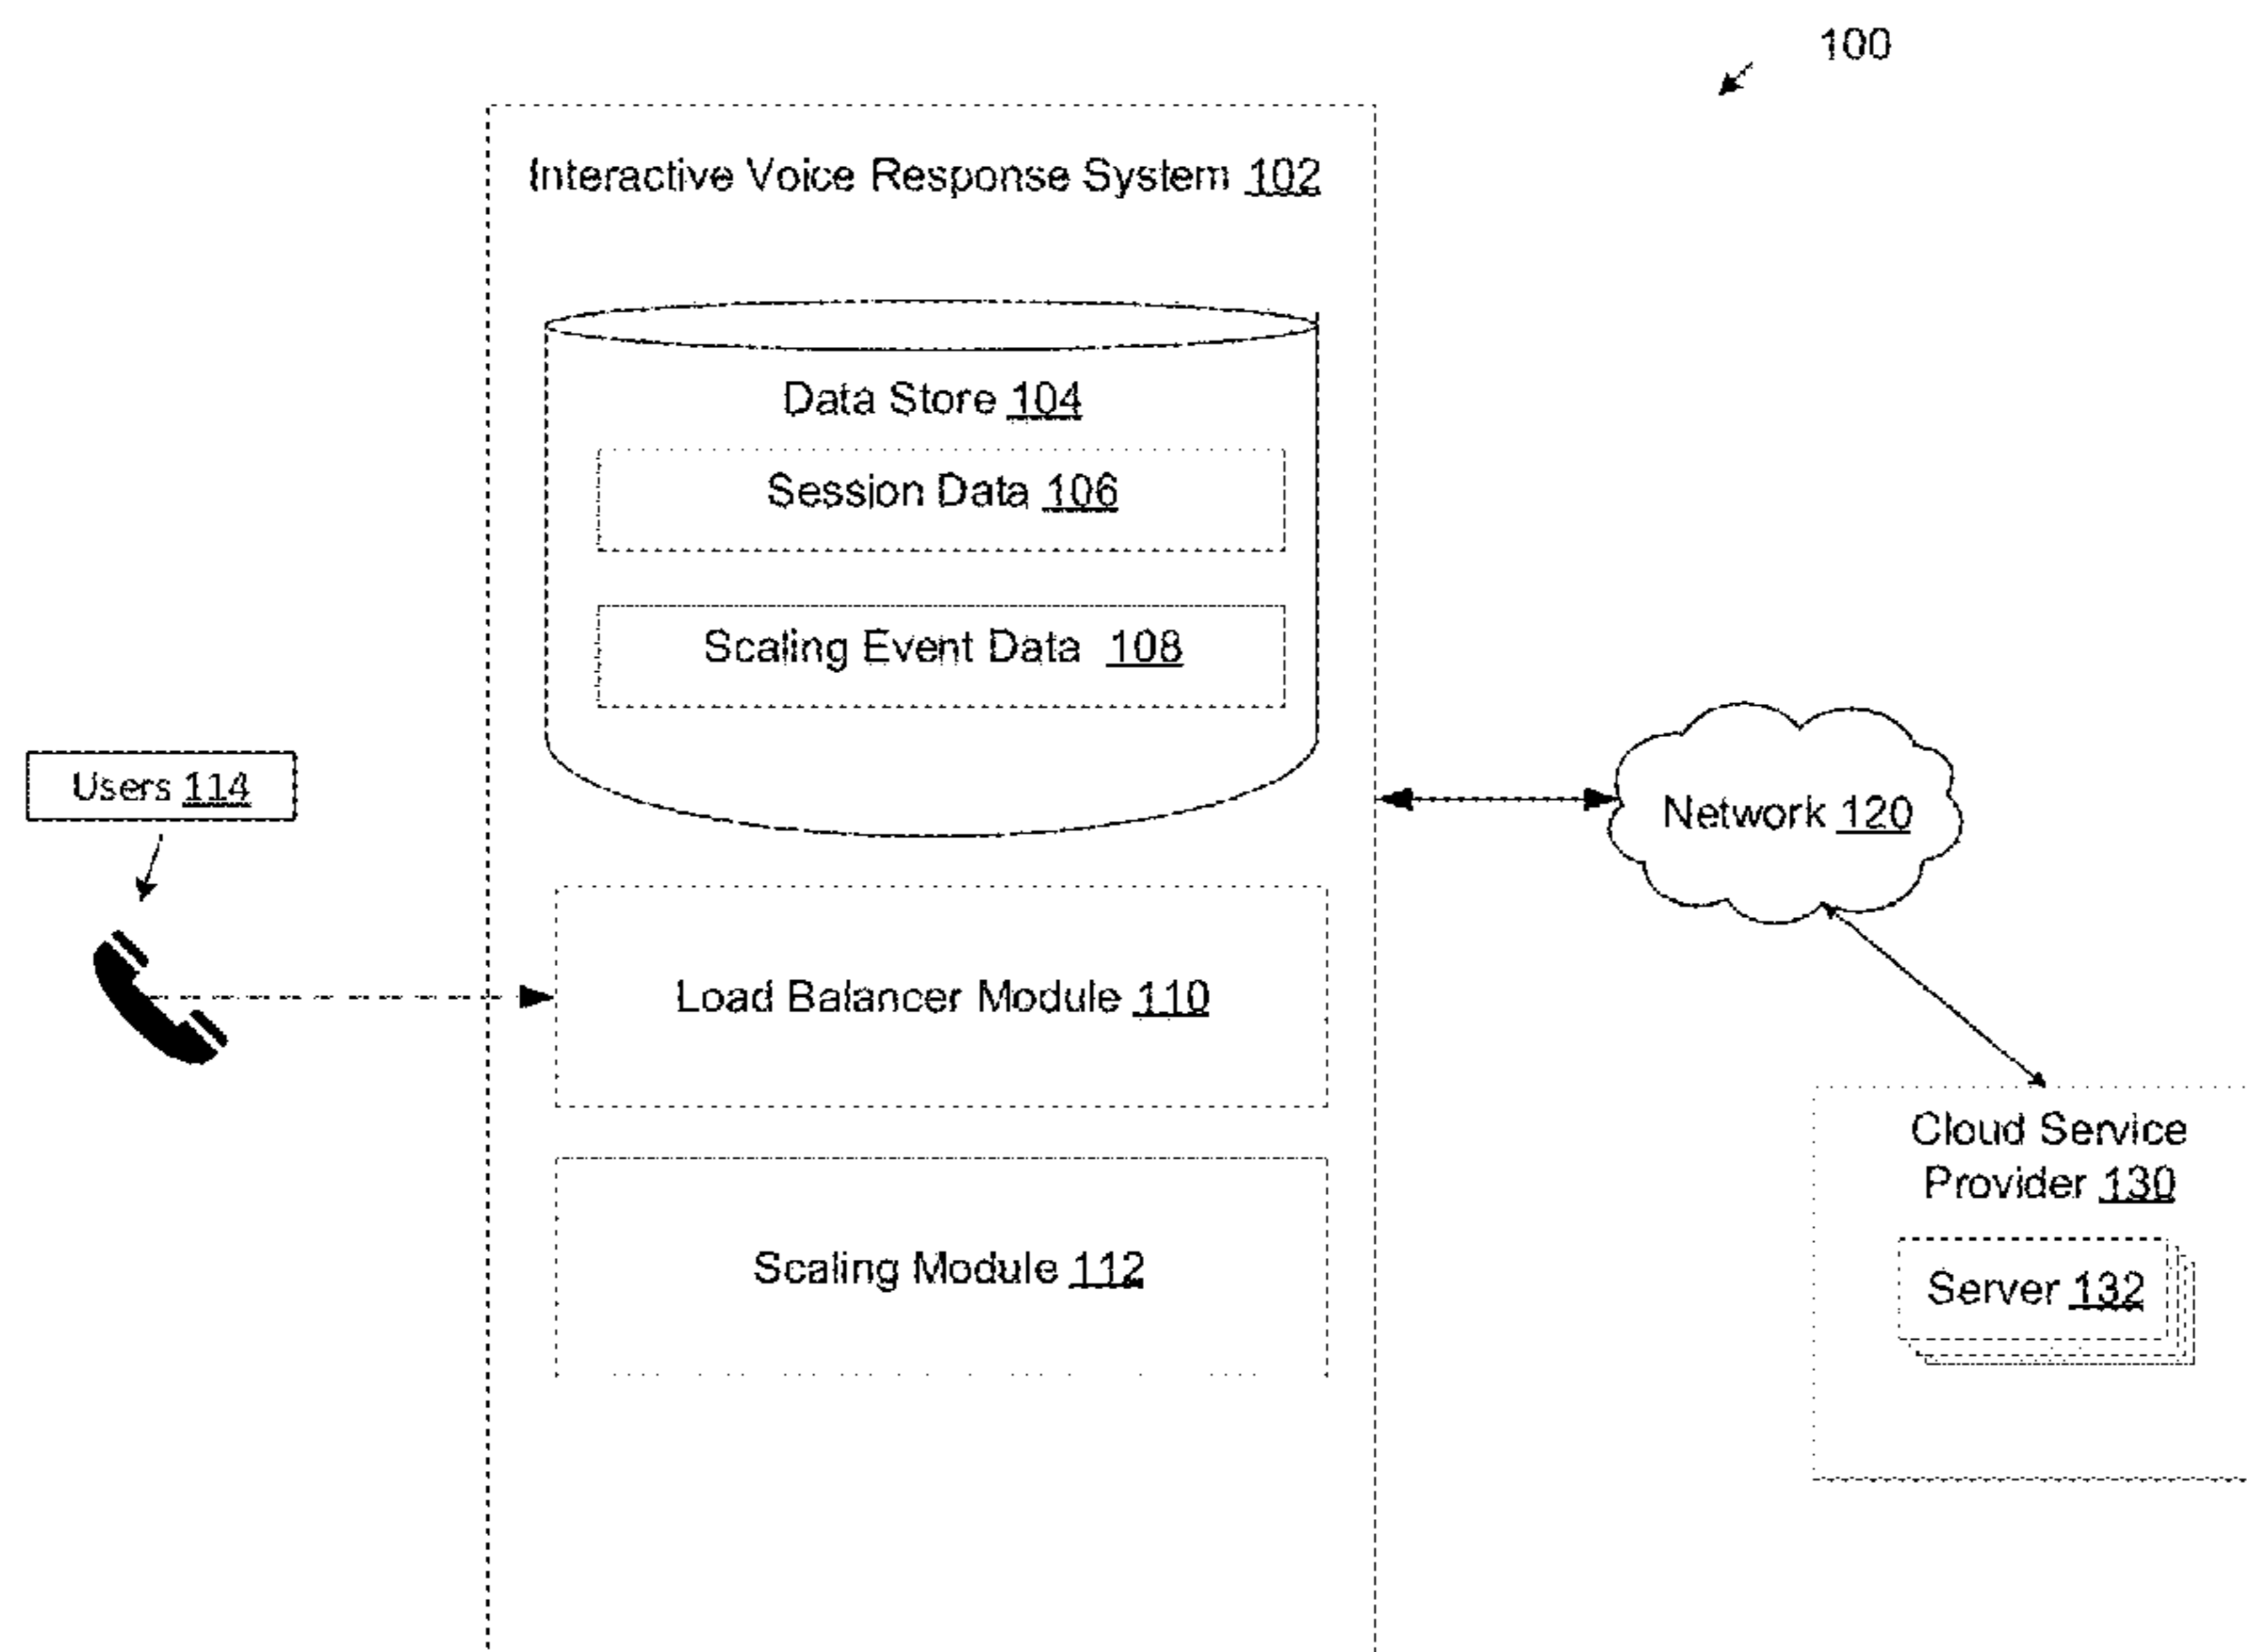 100
Interactive Voice Response System 102
Data Store 104
Session Data 106
Scaling Event Data 108
Users 114
Network 120
Load Balancer Module 110
Cloud Service
Provider 130
Scaling Module 112
Server 132